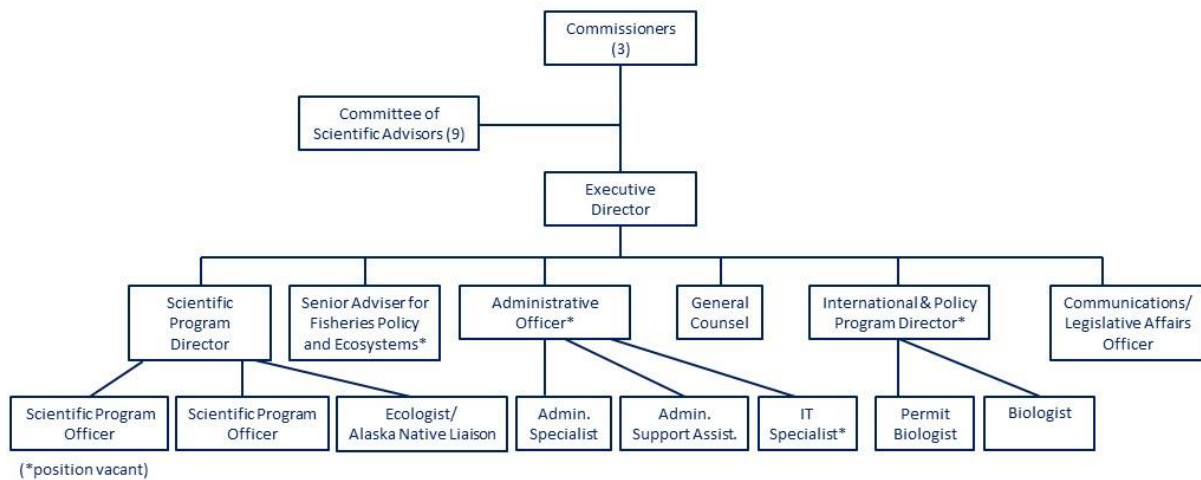 Commissioners
(3)
Committee of
Scientific Advisors (9)
Executive
Director
Scientific
Program
Director
Senior Adviser for
Fisheries Policy
and Ecosystems*
Administrative
Officer*
General
Counsel
International & Policy
Program Director*
Communications/
Legislative Affairs
Officer
Scientific Program
Officer
Scientific Program
Officer
Ecologist/
Alaska Native Liaison
Admin.
Specialist
Admin.
Support Assist.
IT
Specialist*
Permit
Biologist
Biologist
(*position vacant)